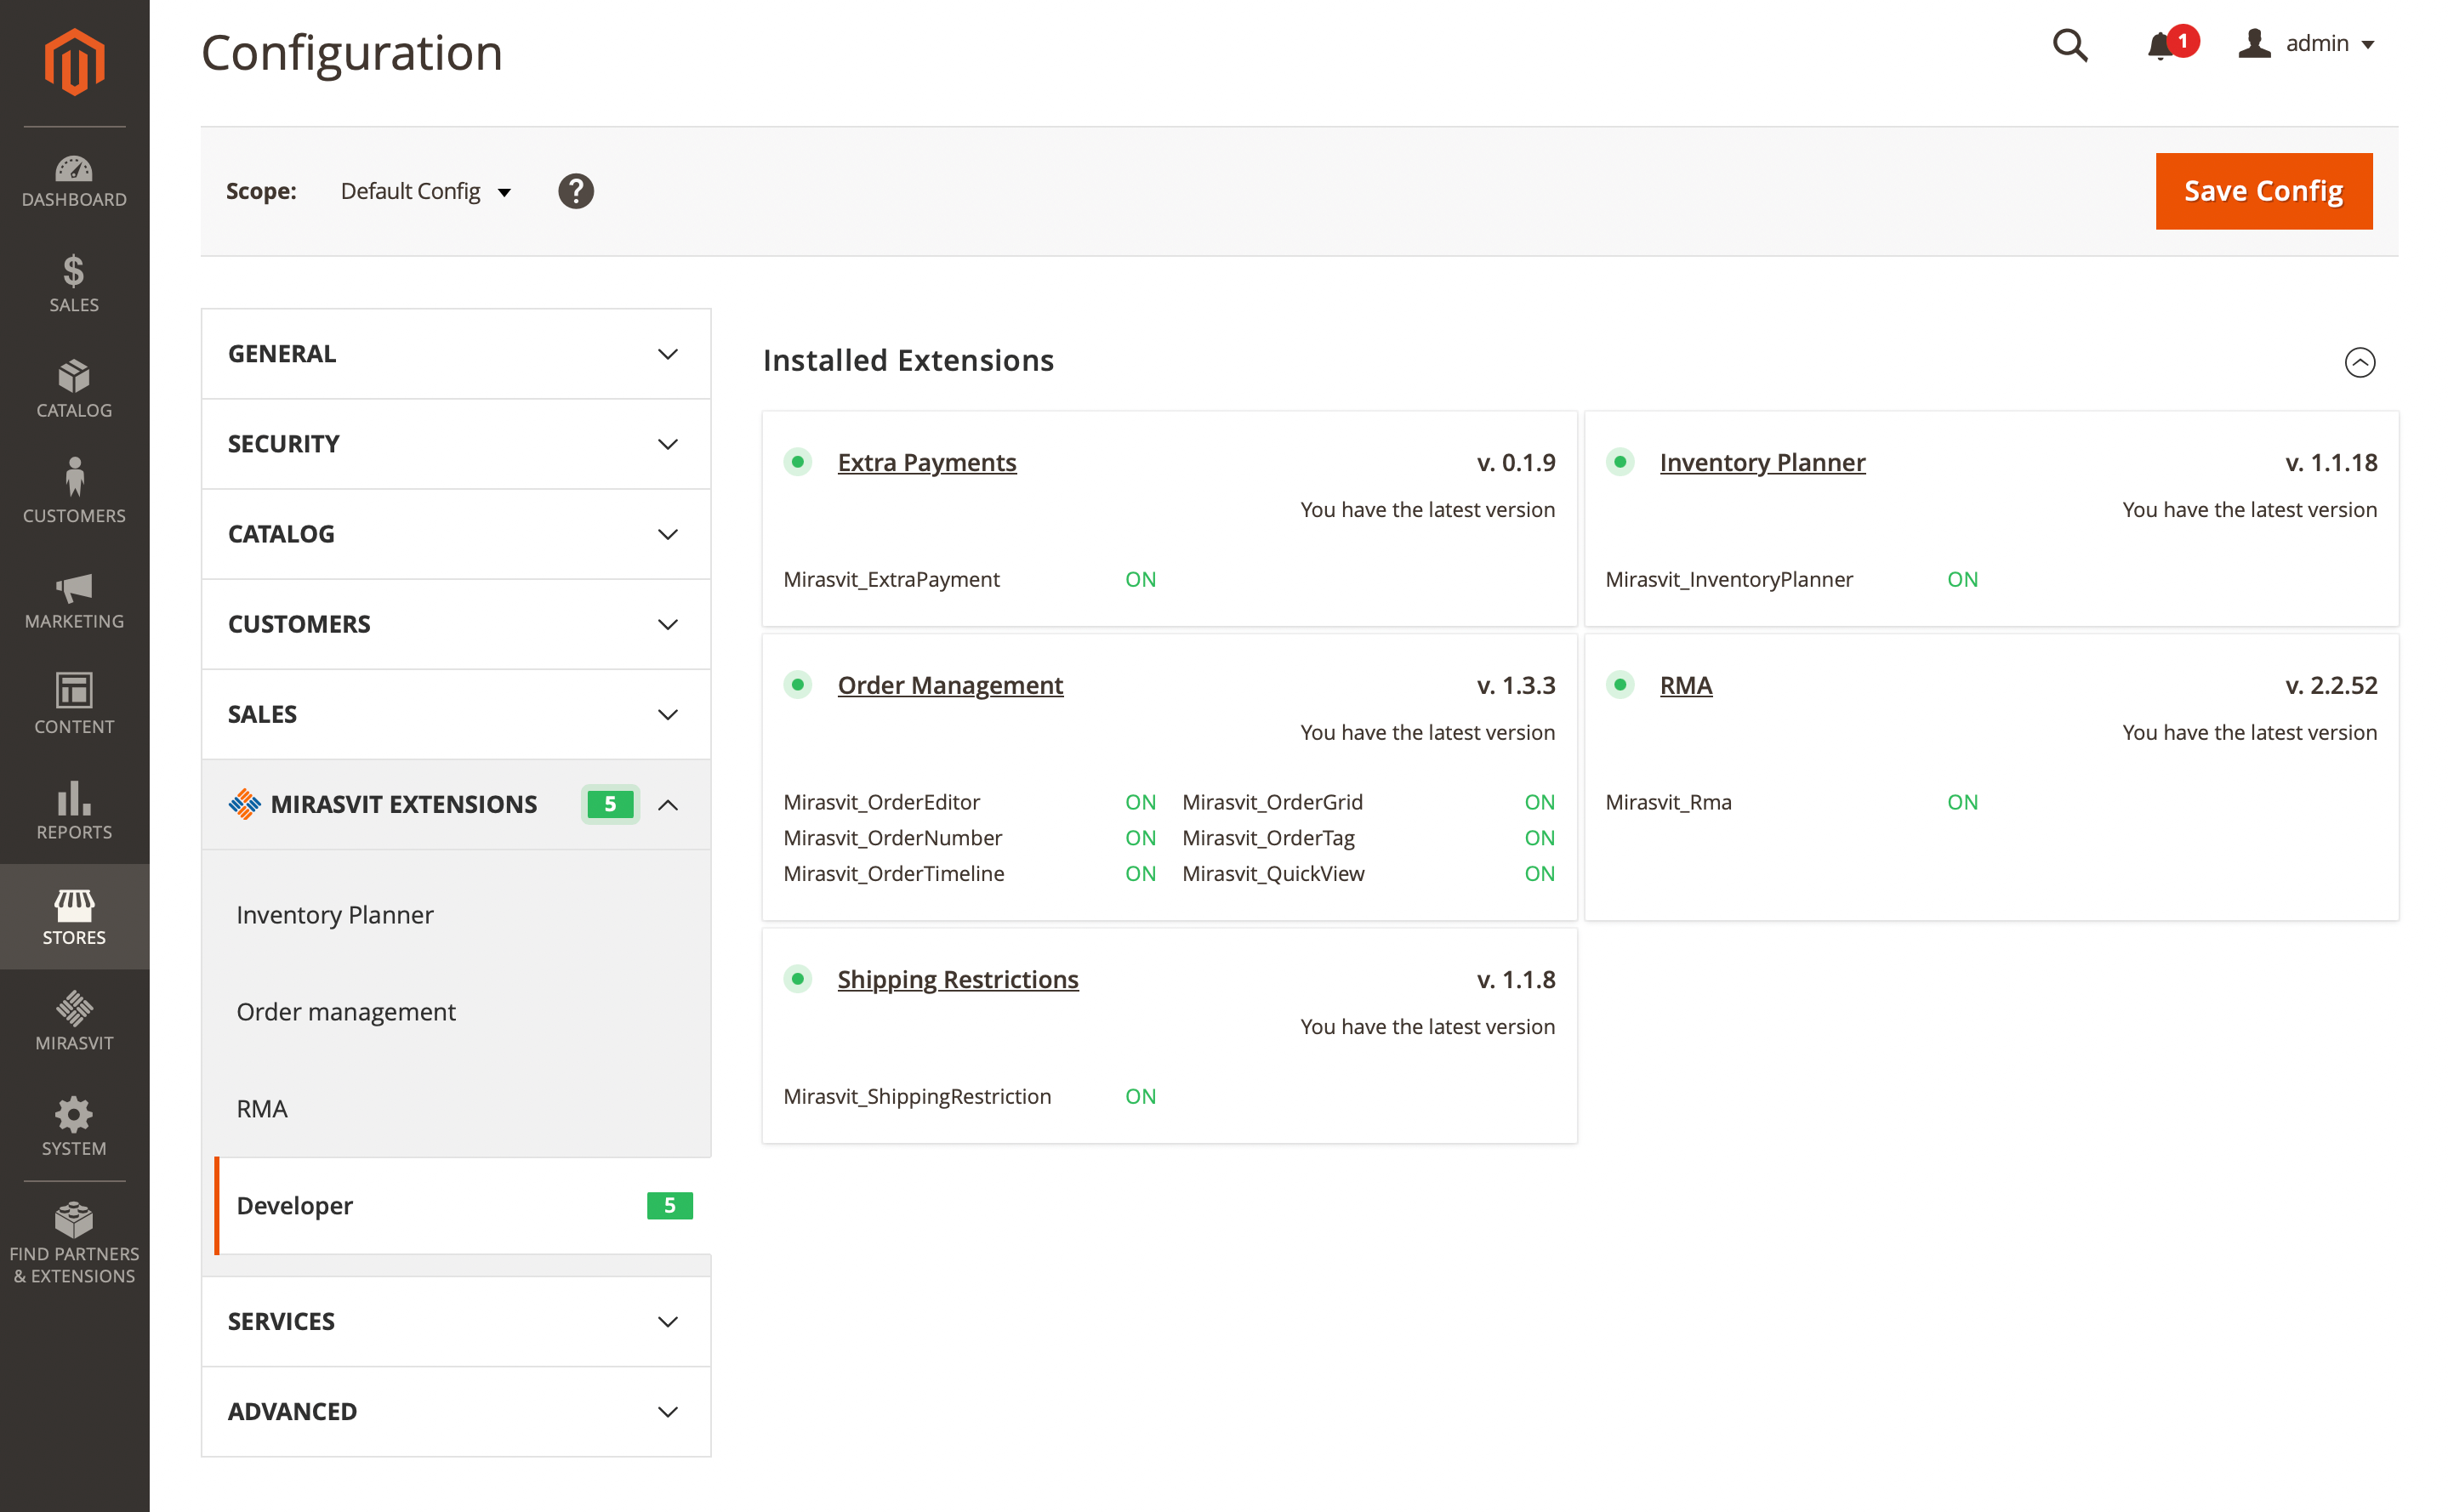 Configuration
1
admin
Scope:
Default Config
?
Save Config
DASHBOARD
SALES
CATALOG
CUSTOMERS
MARKETING
CONTENT
REPORTS
STORES
MIRASVIT
SYSTEM
FIND PARTNERS
& EXTENSIONS
GENERAL
SECURITY
CATALOG
CUSTOMERS
SALES
MIRASVIT EXTENSIONS 5
Inventory Planner
Order management
RMA
Developer 5
SERVICES
ADVANCED
Installed Extensions
Extra Payments v. 0.1.9
You have the latest version
Mirasvit_ExtraPayment ON
Inventory Planner v. 1.1.18
You have the latest version
Mirasvit_InventoryPlanner ON
Order Management v. 1.3.3
You have the latest version
Mirasvit_OrderEditor ON Mirasvit_OrderGrid ON
Mirasvit_OrderNumber ON Mirasvit_OrderTag ON
Mirasvit_OrderTimeline ON Mirasvit_QuickView ON
RMA v. 2.2.52
You have the latest version
Mirasvit_Rma ON
Shipping Restrictions v. 1.1.8
You have the latest version
Mirasvit_ShippingRestriction ON